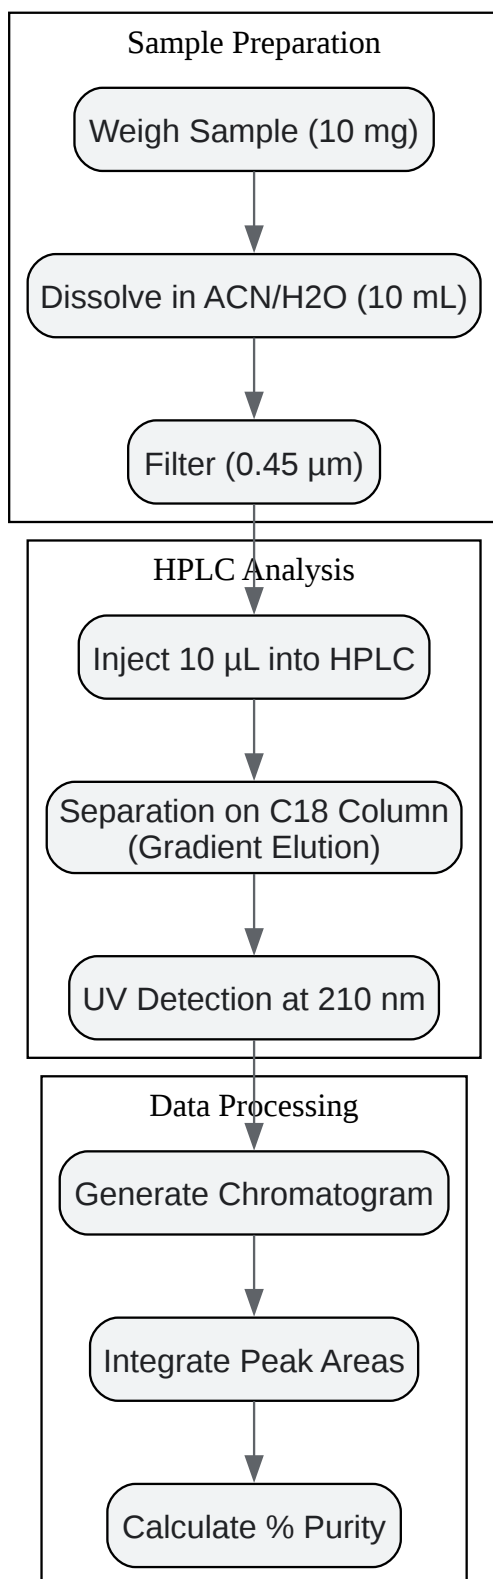 Sample Preparation
Weigh Sample (10 mg)
Dissolve in ACN/H2O (10 mL)
Filter (0.45 µm)
HPLC Analysis
Inject 10 µL into HPLC
Separation on C18 Column
(Gradient Elution)
UV Detection at 210 nm
Data Processing
Generate Chromatogram
Integrate Peak Areas
Calculate % Purity